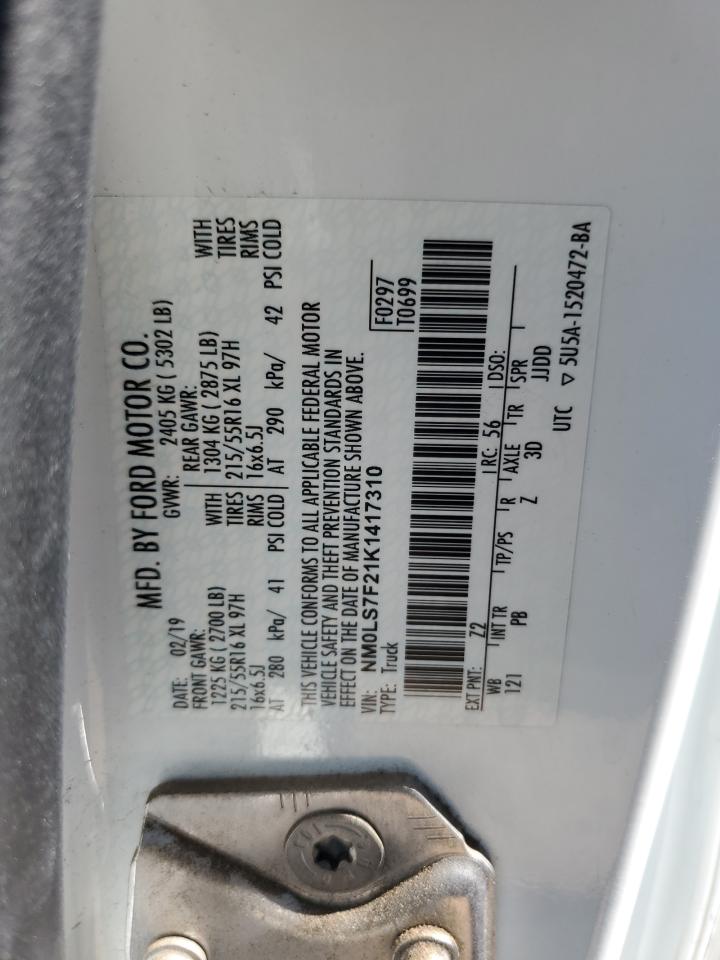 MFD. BY FORD MOTOR CO.
DATE: 02/19 GVWR: 2405 KG ( 5302 LB)
FRONT GAWR: REAR GAWR:
1225 KG (2700 LB) WITH 1304 KG ( 2875 LB) WITH
215/55R16 XL 97H TIRES 215/55R16 XL 97H TIRES
16x6.5J RIMS 16x6.5J RIMS
AT 280 kPa/ 41 PSI COLD AT 290 kPa/ 42 PSI COLD
THIS VEHICLE CONFORMS TO ALL APPLICABLE FEDERAL MOTOR
VEHICLE SAFETY AND THEFT PREVENTION STANDARDS IN
EFFECT ON THE DATE OF MANUFACTURE SHOWN ABOVE.
VIN: NM0LS7F21K1417310 F0297
TYPE: Truck T0699
EXT PNT: Z2 RC: 56 DSO:
WB INT TR TP/PS R AXLE TR SPR
121 PB Z 3D JJDD
UTC ▽ 5U5A-1520472-BA